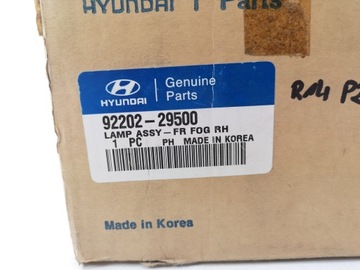 HYUNDAI Parts
HYUNDAI
Genuine
Parts
92202-29500
LAMP ASSY-FR FOG RH
1 PC PH MADE IN KOREA
Made in Korea